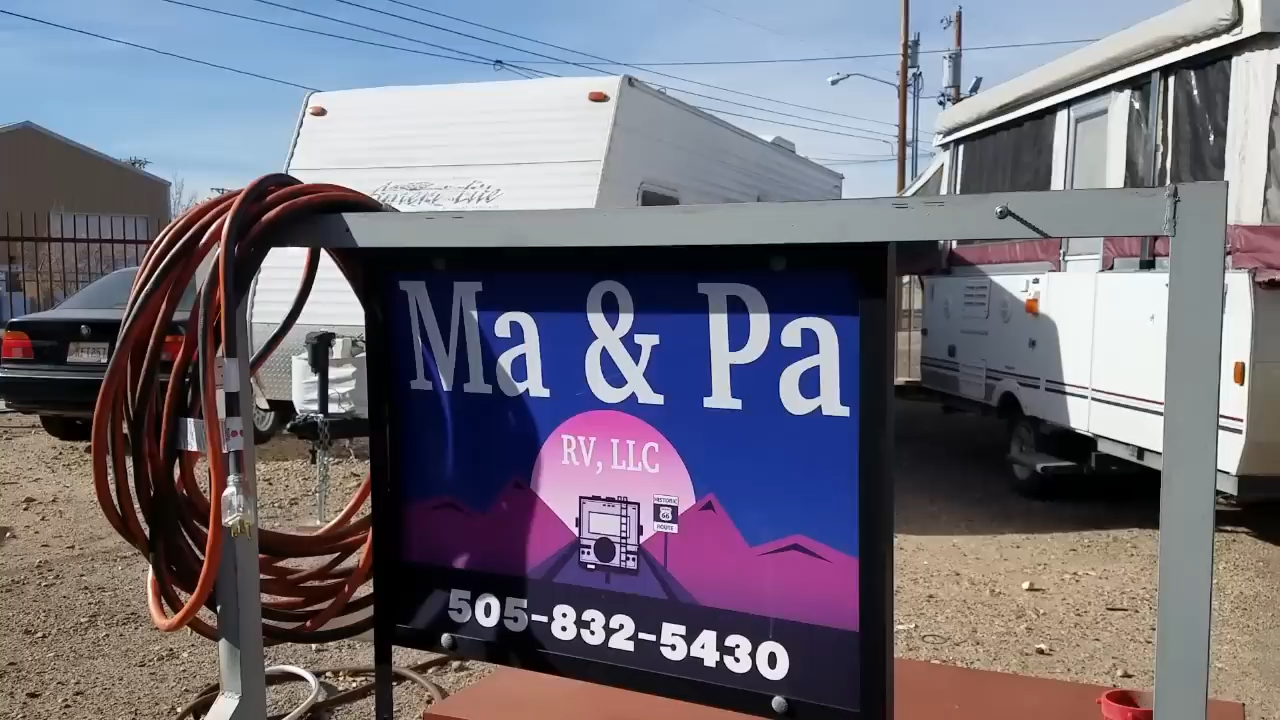 Ma & Pa
RV, LLC
HISTORIC
66
ROUTE
505-832-5430